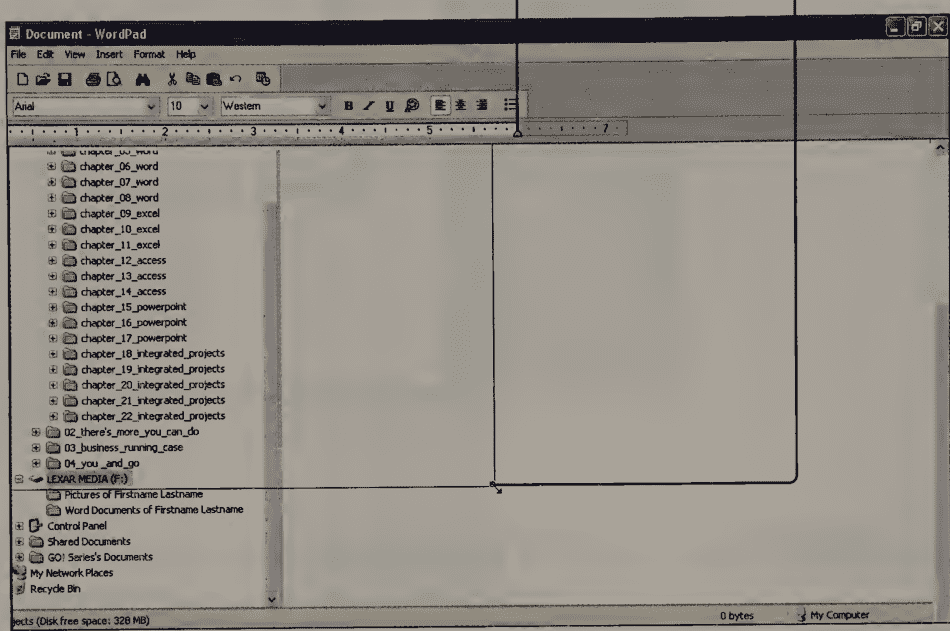 Document - WordPad
File Edit View Insert Format Help
Arial 10 Western B I U
1 2 3 4 5 7
chapter_05_word
chapter_06_word
chapter_07_word
chapter_08_word
chapter_09_excel
chapter_10_excel
chapter_11_excel
chapter_12_access
chapter_13_access
chapter_14_access
chapter_15_powerpoint
chapter_16_powerpoint
chapter_17_powerpoint
chapter_18_integrated_projects
chapter_19_integrated_projects
chapter_20_integrated_projects
chapter_21_integrated_projects
chapter_22_integrated_projects
02_there's_more_you_can_do
03_business_running_case
04_you _and_go
LEXAR MEDIA (F:)
Pictures of Firstname Lastname
Word Documents of Firstname Lastname
Control Panel
Shared Documents
GO! Series's Documents
My Network Places
Recycle Bin
jects (Disk free space: 328 MB) 0 bytes My Computer